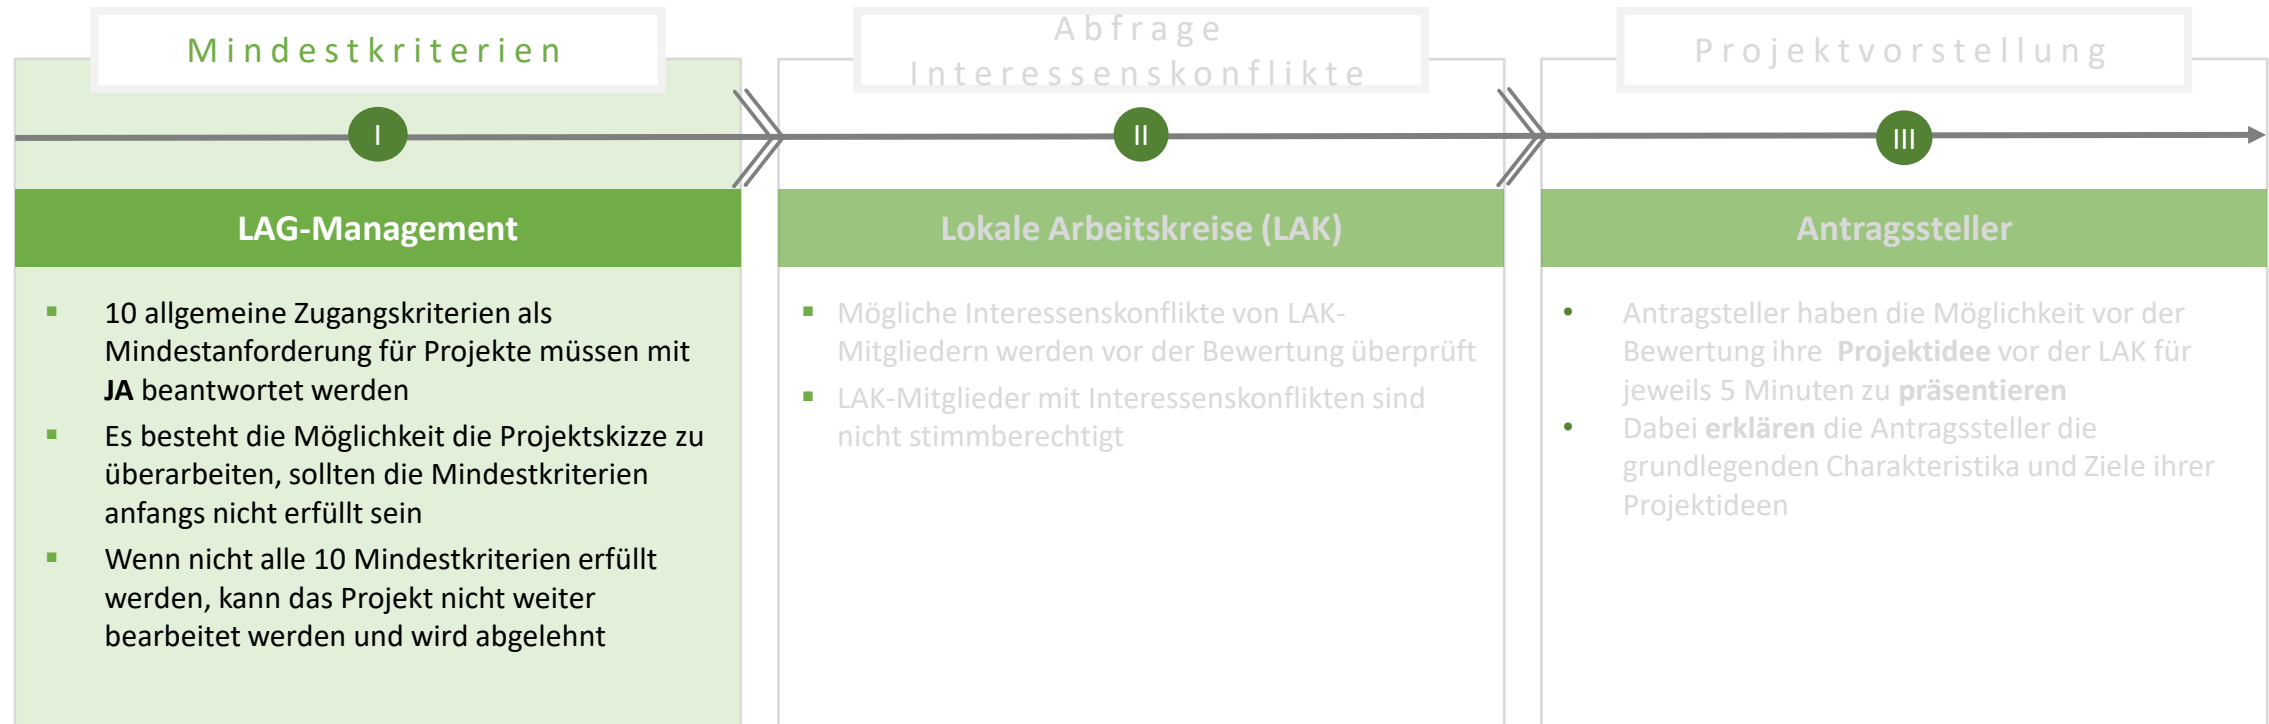 Mindestkriterien
I
LAG-Management
▪ 10 allgemeine Zugangskriterien als
Mindestanforderung für Projekte müssen mit
JA beantwortet werden
▪ Es besteht die Möglichkeit die Projektskizze zu
überarbeiten, sollten die Mindestkriterien
anfangs nicht erfüllt sein
▪ Wenn nicht alle 10 Mindestkriterien erfüllt
werden, kann das Projekt nicht weiter
bearbeitet werden und wird abgelehnt
Abfrage
Interessenskonflikte
II
Lokale Arbeitskreise (LAK)
▪ Mögliche Interessenskonflikte von LAK-
Mitgliedern werden vor der Bewertung überprüft
▪ LAK-Mitglieder mit Interessenskonflikten sind
nicht stimmberechtigt
Projektvorstellung
III
Antragssteller
• Antragsteller haben die Möglichkeit vor der
Bewertung ihre Projektidee vor der LAK für
jeweils 5 Minuten zu präsentieren
• Dabei erklären die Antragssteller die
grundlegenden Charakteristika und Ziele ihrer
Projektideen